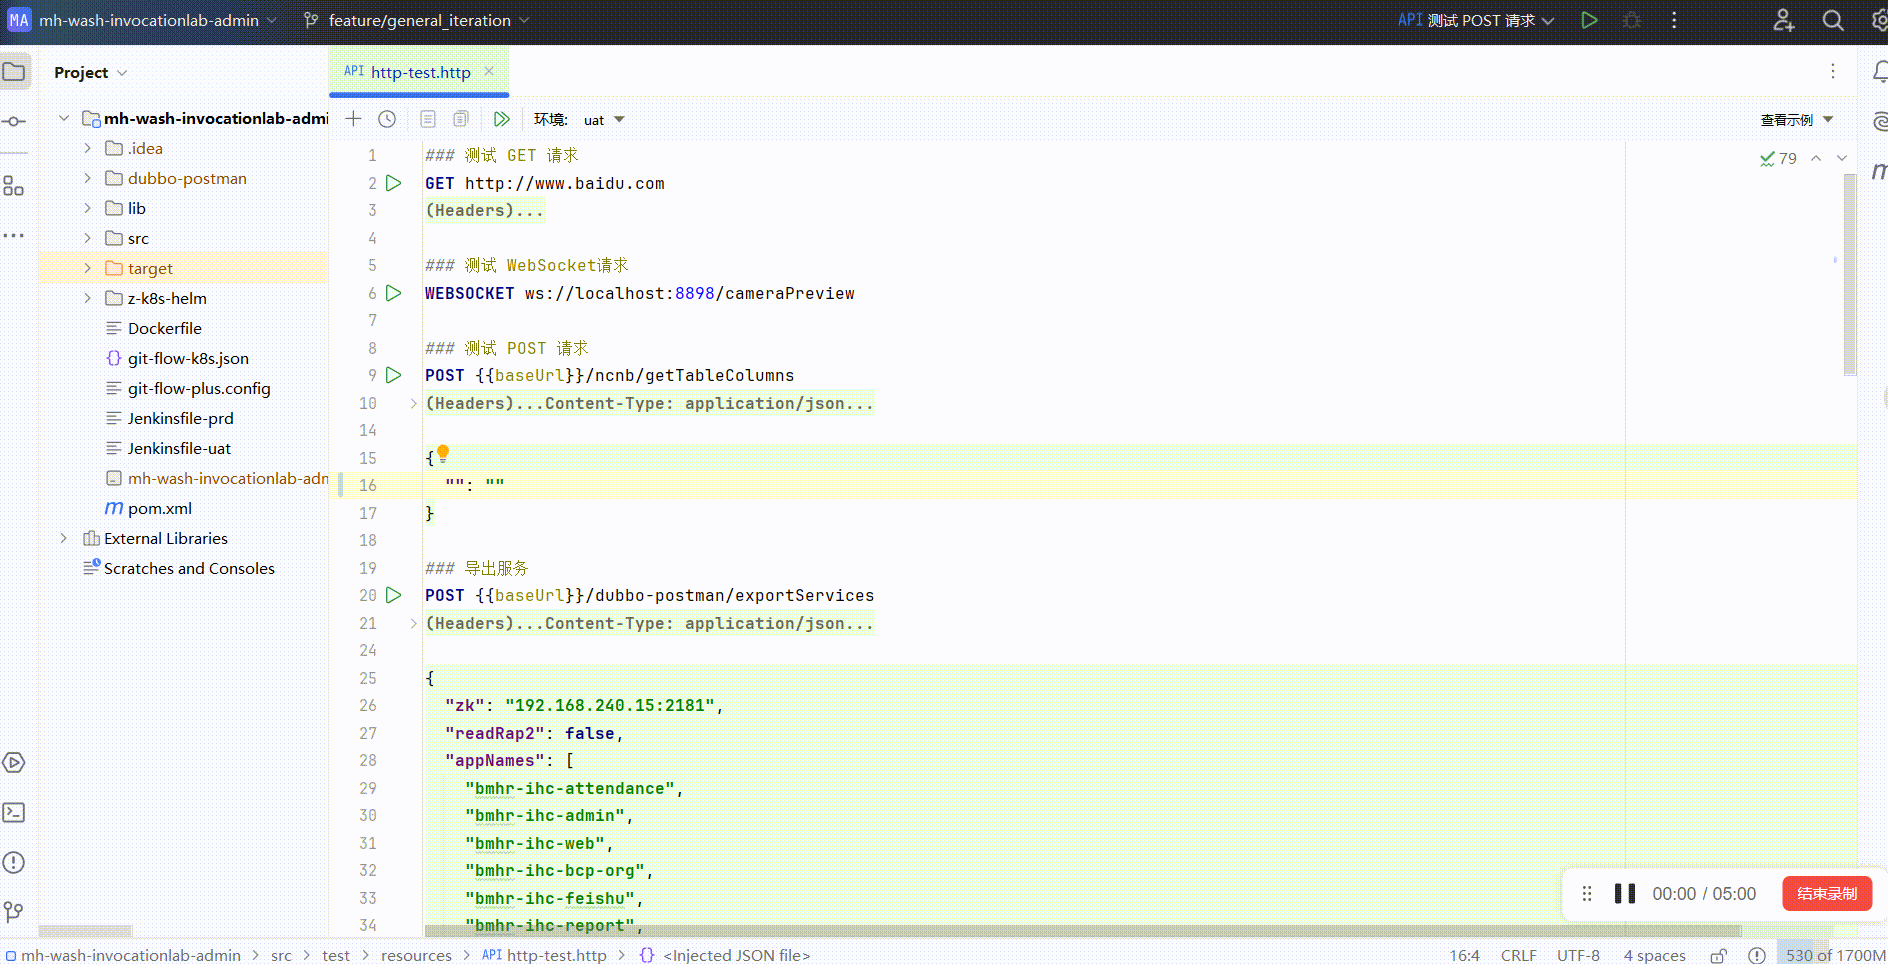 MA mh-wash-invocationlab-admin feature/general_iteration API 测试 POST 请求
Project
API http-test.http
环境: uat 查看示例
mh-wash-invocationlab-admi
.idea
dubbo-postman
lib
src
target
z-k8s-helm
Dockerfile
git-flow-k8s.json
git-flow-plus.config
Jenkinsfile-prd
Jenkinsfile-uat
mh-wash-invocationlab-adm
m pom.xml
External Libraries
Scratches and Consoles
79
1 ### 测试 GET 请求
2 GET http://www.baidu.com
3 (Headers)...
4
5 ### 测试 WebSocket请求
6 WEBSOCKET ws://localhost:8898/cameraPreview
7
8 ### 测试 POST 请求
9 POST {{baseUrl}}/ncnb/getTableColumns
10 (Headers)...Content-Type: application/json...
14
15 {
16 "": ""
17 }
18
19 ### 导出服务
20 POST {{baseUrl}}/dubbo-postman/exportServices
21 (Headers)...Content-Type: application/json...
24
25 {
26 "zk": "192.168.240.15:2181",
27 "readRap2": false,
28 "appNames": [
29 "bmhr-ihc-attendance",
30 "bmhr-ihc-admin",
31 "bmhr-ihc-web",
32 "bmhr-ihc-bcp-org",
33 "bmhr-ihc-feishu",
34 "bmhr-ihc-report",
00:00 / 05:00 结束录制
mh-wash-invocationlab-admin src test resources API http-test.http {} <Injected JSON file> 16:4 CRLF UTF-8 4 spaces 530 of 1700M